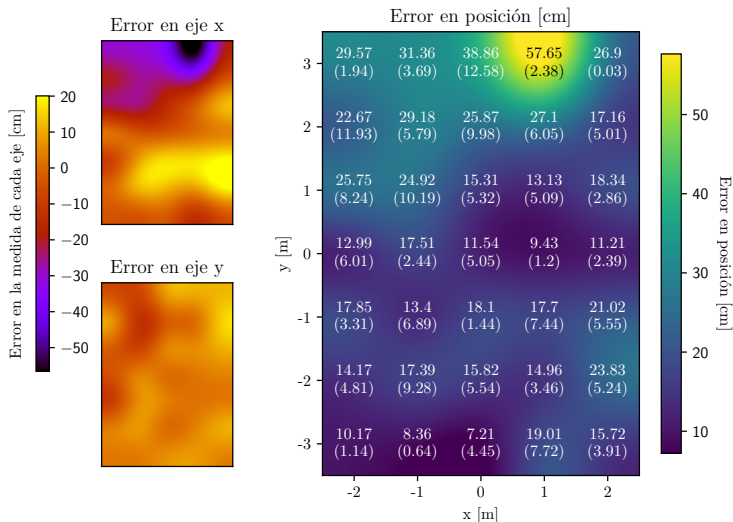 Error en eje x
Error en la medida de cada eje [cm]
20
10
0
−10
−20
−30
−40
−50
Error en eje y
Error en posición [cm]
y [m]
3
29.57 31.36 38.86 57.65 26.9
(1.94) (3.69) (12.58) (2.38) (0.03)
2
22.67 29.18 25.87 27.1 17.16
(11.93) (5.79) (9.98) (6.05) (5.01)
1
25.75 24.92 15.31 13.13 18.34
(8.24) (10.19) (5.32) (5.09) (2.86)
0
12.99 17.51 11.54 9.43 11.21
(6.01) (2.44) (5.05) (1.2) (2.39)
-1
17.85 13.4 18.1 17.7 21.02
(3.31) (6.89) (1.44) (7.44) (5.55)
-2
14.17 17.39 15.82 14.96 23.83
(4.81) (9.28) (5.54) (3.46) (5.24)
-3
10.17 8.36 7.21 19.01 15.72
(1.14) (0.64) (4.45) (7.72) (3.91)
-2 -1 0 1 2
x [m]
50
40
30
20
10
Error en posición [cm]